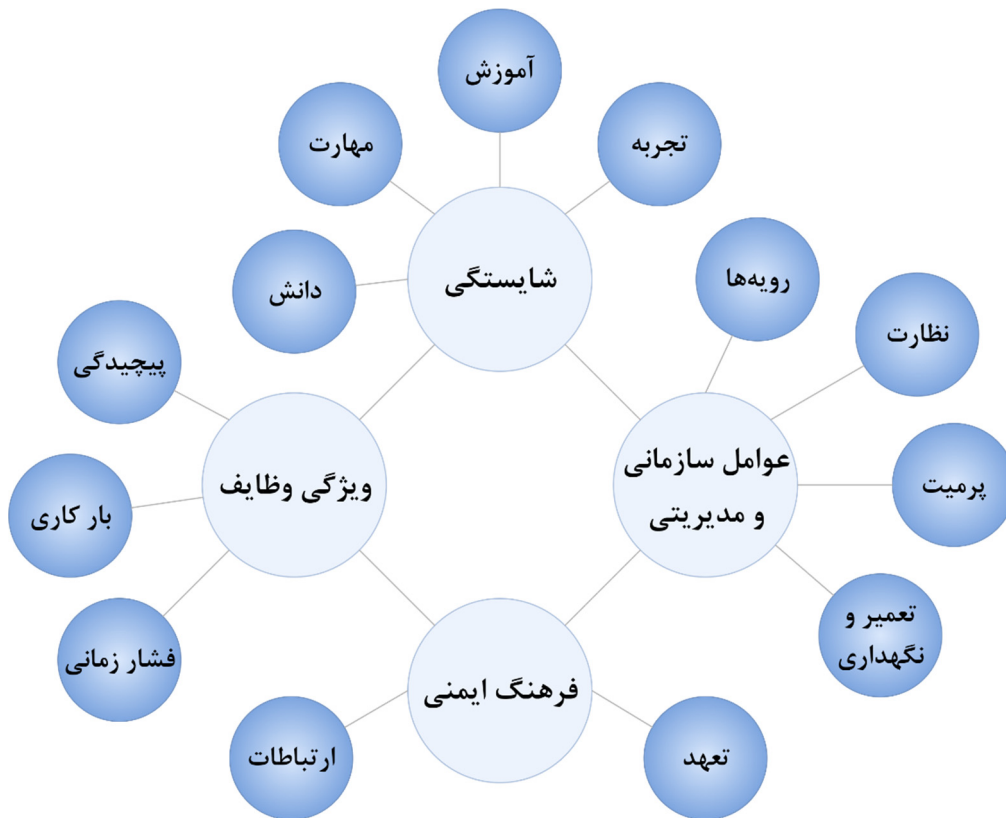 آموزش
مهارت
تجربه
دانش
شایستگی
رویه‌ها
نظارت
پیچیدگی
بار کاری
فشار زمانی
ویژگی وظایف
عوامل سازمانی
و مدیریتی
پرمیت
تعمیر و
نگهداری
فرهنگ ایمنی
ارتباطات
تعهد